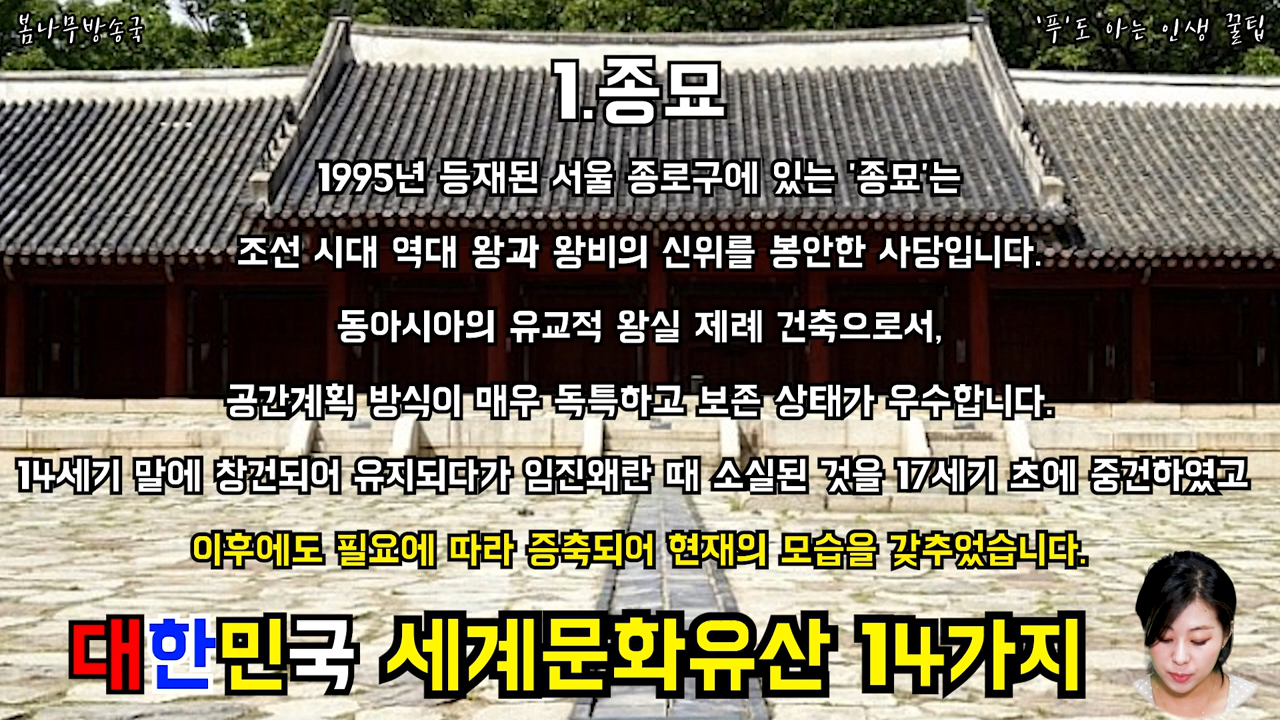 봄나무방송국
'푸'도 아는 인생 꿀팁
1.종묘
1995년 등재된 서울 종로구에 있는 '종묘'는
조선 시대 역대 왕과 왕비의 신위를 봉안한 사당입니다.
동아시아의 유교적 왕실 제례 건축으로서,
공간계획 방식이 매우 독특하고 보존 상태가 우수합니다.
14세기 말에 창건되어 유지되다가 임진왜란 때 소실된 것을 17세기 초에 중건하였고
이후에도 필요에 따라 증축되어 현재의 모습을 갖추었습니다.
대한민국 세계문화유산 14가지